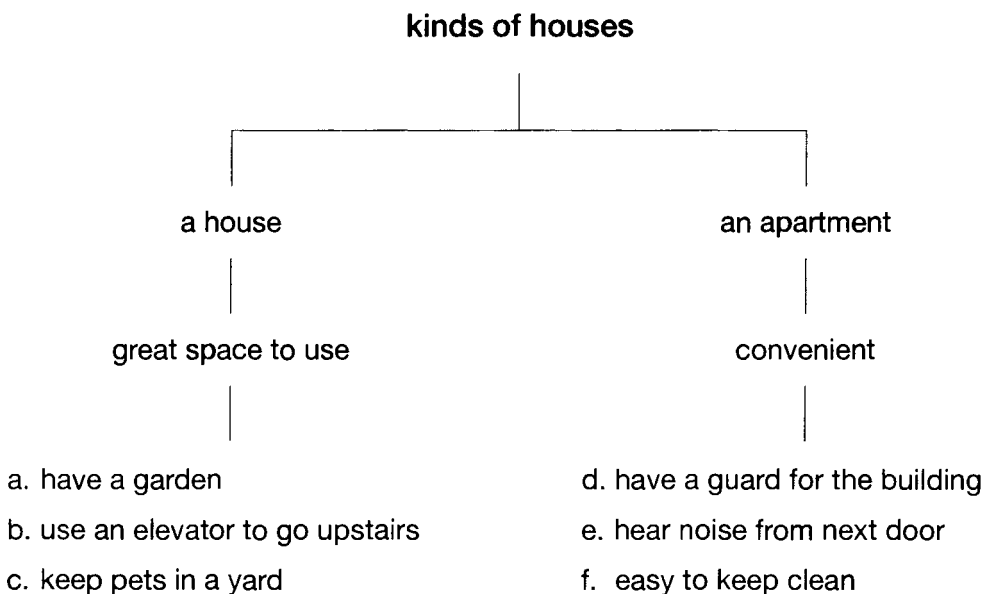 kinds of houses
a house
an apartment
great space to use
convenient
a. have a garden
b. use an elevator to go upstairs
c. keep pets in a yard
d. have a guard for the building
e. hear noise from next door
f. easy to keep clean